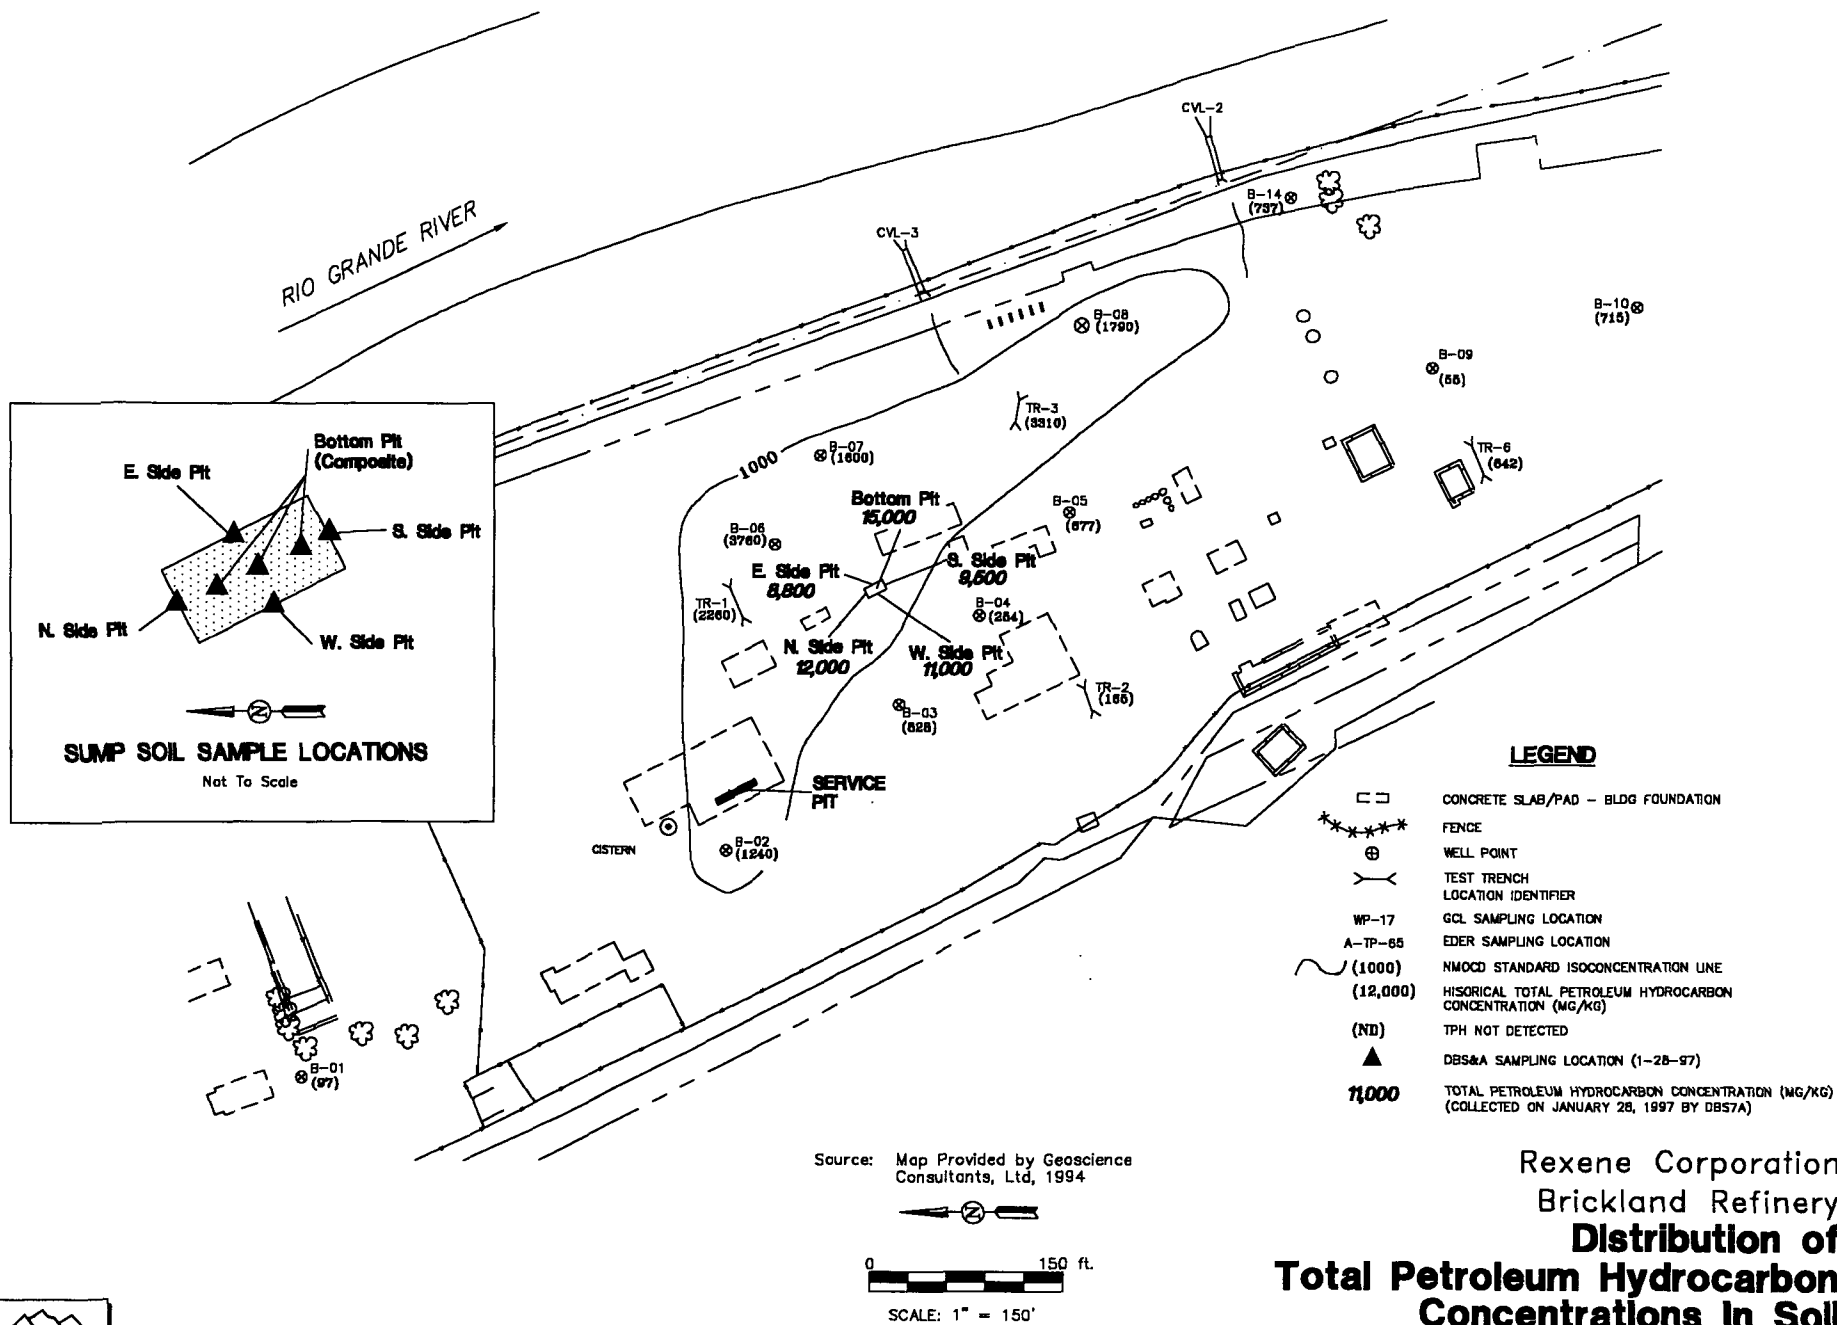 CVL-2
B-14
(737)
RIO GRANDE RIVER
CVL-3
B-08
(1790)
B-10
(715)
B-09
(55)
TR-3
(3310)
1000
B-07
(1600)
TR-6
(642)
Bottom Pit
15,000
B-05
(677)
B-06
(3760)
E. Side Pit
8,800
S. Side Pit
9,500
TR-1
(2260)
B-04
(254)
N. Side Pit
12,000
W. Side Pit
11,000
TR-2
(155)
B-03
(528)
SERVICE
PIT
CISTERN
B-02
(1240)
B-01
(97)
Bottom Pit
(Composite)
E. Side Pit
S. Side Pit
N. Side Pit
W. Side Pit
N
SUMP SOIL SAMPLE LOCATIONS
Not To Scale
LEGEND
CONCRETE SLAB/PAD - BLDG FOUNDATION
FENCE
WELL POINT
TEST TRENCH
LOCATION IDENTIFIER
WP-17 GCL SAMPLING LOCATION
A-TP-65 EDER SAMPLING LOCATION
(1000) NMOCD STANDARD ISOCONCENTRATION LINE
(12,000) HISORICAL TOTAL PETROLEUM HYDROCARBON
CONCENTRATION (MG/KG)
(ND) TPH NOT DETECTED
DBS&A SAMPLING LOCATION (1-28-97)
11,000 TOTAL PETROLEUM HYDROCARBON CONCENTRATION (MG/KG)
(COLLECTED ON JANUARY 28, 1997 BY DBS7A)
Source: Map Provided by Geoscience
Consultants, Ltd, 1994
N
0 150 ft.
SCALE: 1" = 150'
Rexene Corporation
Brickland Refinery
Distribution of
Total Petroleum Hydrocarbon
Concentrations in Soil